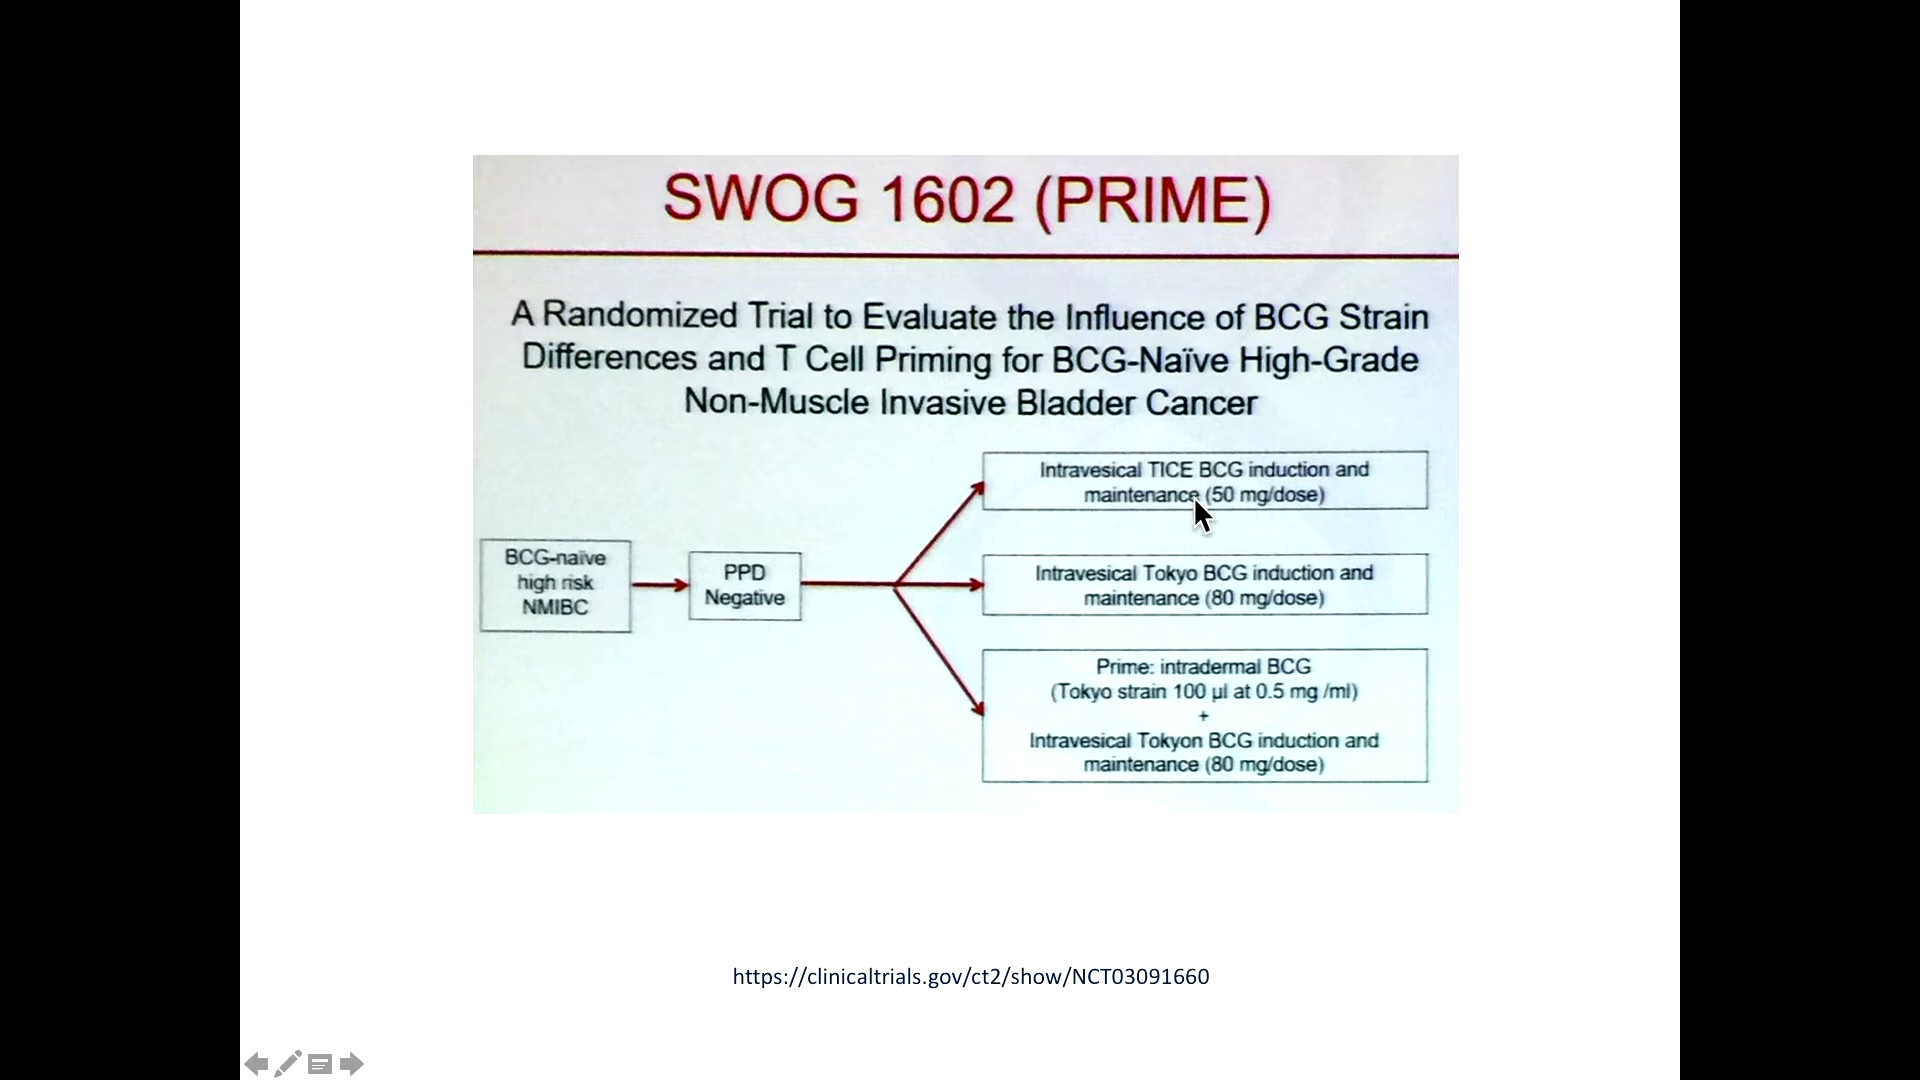 SWOG 1602 (PRIME)
A Randomized Trial to Evaluate the Influence of BCG Strain
Differences and T Cell Priming for BCG-Naïve High-Grade
Non-Muscle Invasive Bladder Cancer
BCG-naïve
high risk
NMIBC
PPD
Negative
Intravesical TICE BCG induction and
maintenance (50 mg/dose)
Intravesical Tokyo BCG induction and
maintenance (80 mg/dose)
Prime: intradermal BCG
(Tokyo strain 100 µl at 0.5 mg /ml)
+
Intravesical Tokyon BCG induction and
maintenance (80 mg/dose)
https://clinicaltrials.gov/ct2/show/NCT03091660